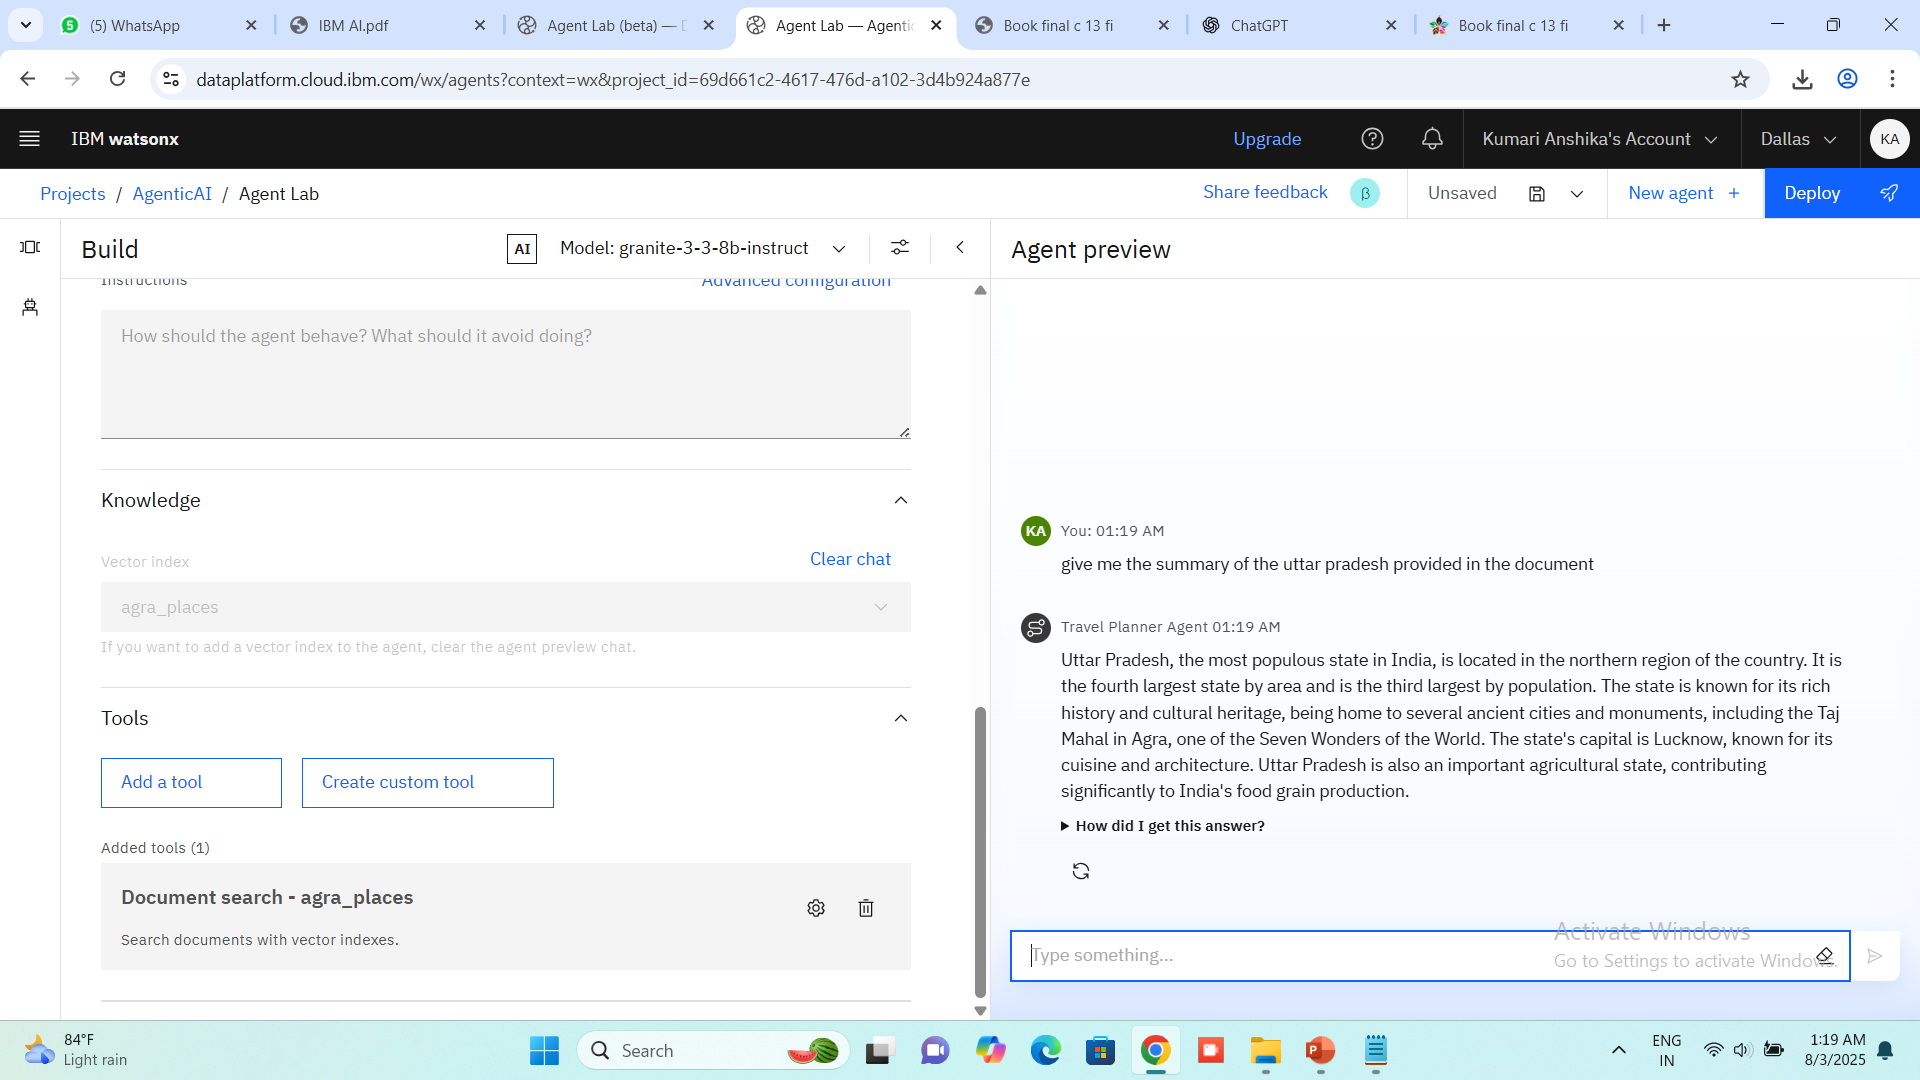 (5) WhatsApp
IBM AI.pdf
Agent Lab (beta) —
Agent Lab — Agentic
Book final c 13 fi
ChatGPT
Book final c 13 fi
dataplatform.cloud.ibm.com/wx/agents?context=wx&project_id=69d661c2-4617-476d-a102-3d4b924a877e
IBM watsonx
Upgrade
Kumari Anshika's Account
Dallas
KA
Projects / AgenticAI / Agent Lab
Share feedback
β
Unsaved
New agent +
Deploy
Build
AI
Model: granite-3-3-8b-instruct
Agent preview
Instructions
Advanced configuration
How should the agent behave? What should it avoid doing?
Knowledge
Vector index
Clear chat
agra_places
If you want to add a vector index to the agent, clear the agent preview chat.
Tools
Add a tool
Create custom tool
Added tools (1)
Document search - agra_places
Search documents with vector indexes.
KA
You: 01:19 AM
give me the summary of the uttar pradesh provided in the document
Travel Planner Agent 01:19 AM
Uttar Pradesh, the most populous state in India, is located in the northern region of the country. It is
the fourth largest state by area and is the third largest by population. The state is known for its rich
history and cultural heritage, being home to several ancient cities and monuments, including the Taj
Mahal in Agra, one of the Seven Wonders of the World. The state's capital is Lucknow, known for its
cuisine and architecture. Uttar Pradesh is also an important agricultural state, contributing
significantly to India's food grain production.
How did I get this answer?
Type something...
Activate Windows
Go to Settings to activate Windows.
84°F
Light rain
Search
ENG
IN
1:19 AM
8/3/2025